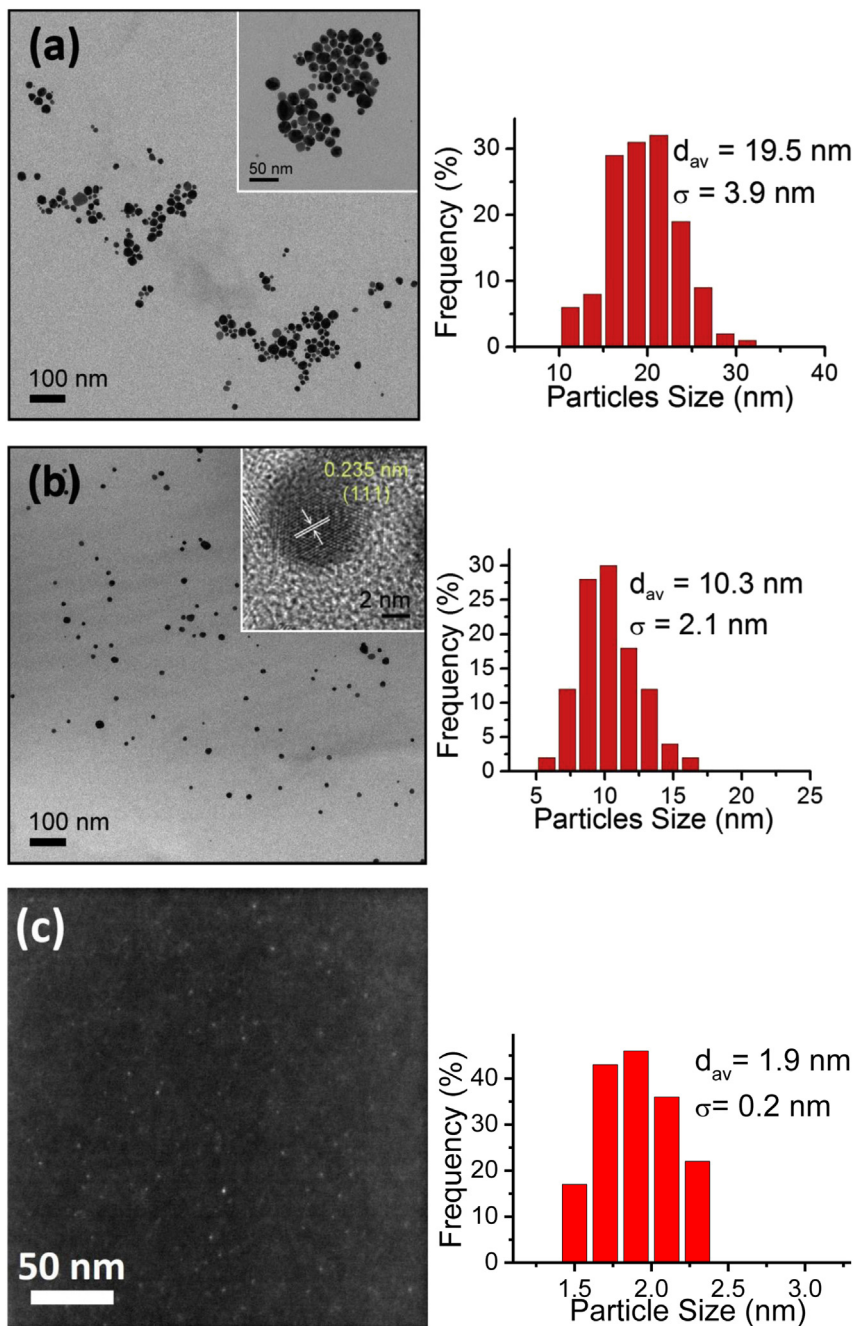 (a)
50 nm
100 nm
Frequency (%)
30
20
10
0
d_av = 19.5 nm
σ = 3.9 nm
10 20 30 40
Particles Size (nm)
(b)
0.235 nm
(111)
2 nm
100 nm
Frequency (%)
30
25
20
15
10
5
0
d_av = 10.3 nm
σ = 2.1 nm
5 10 15 20 25
Particles Size (nm)
(c)
50 nm
Frequency (%)
40
30
20
10
0
d_av= 1.9 nm
σ= 0.2 nm
1.5 2.0 2.5 3.0
Particle Size (nm)